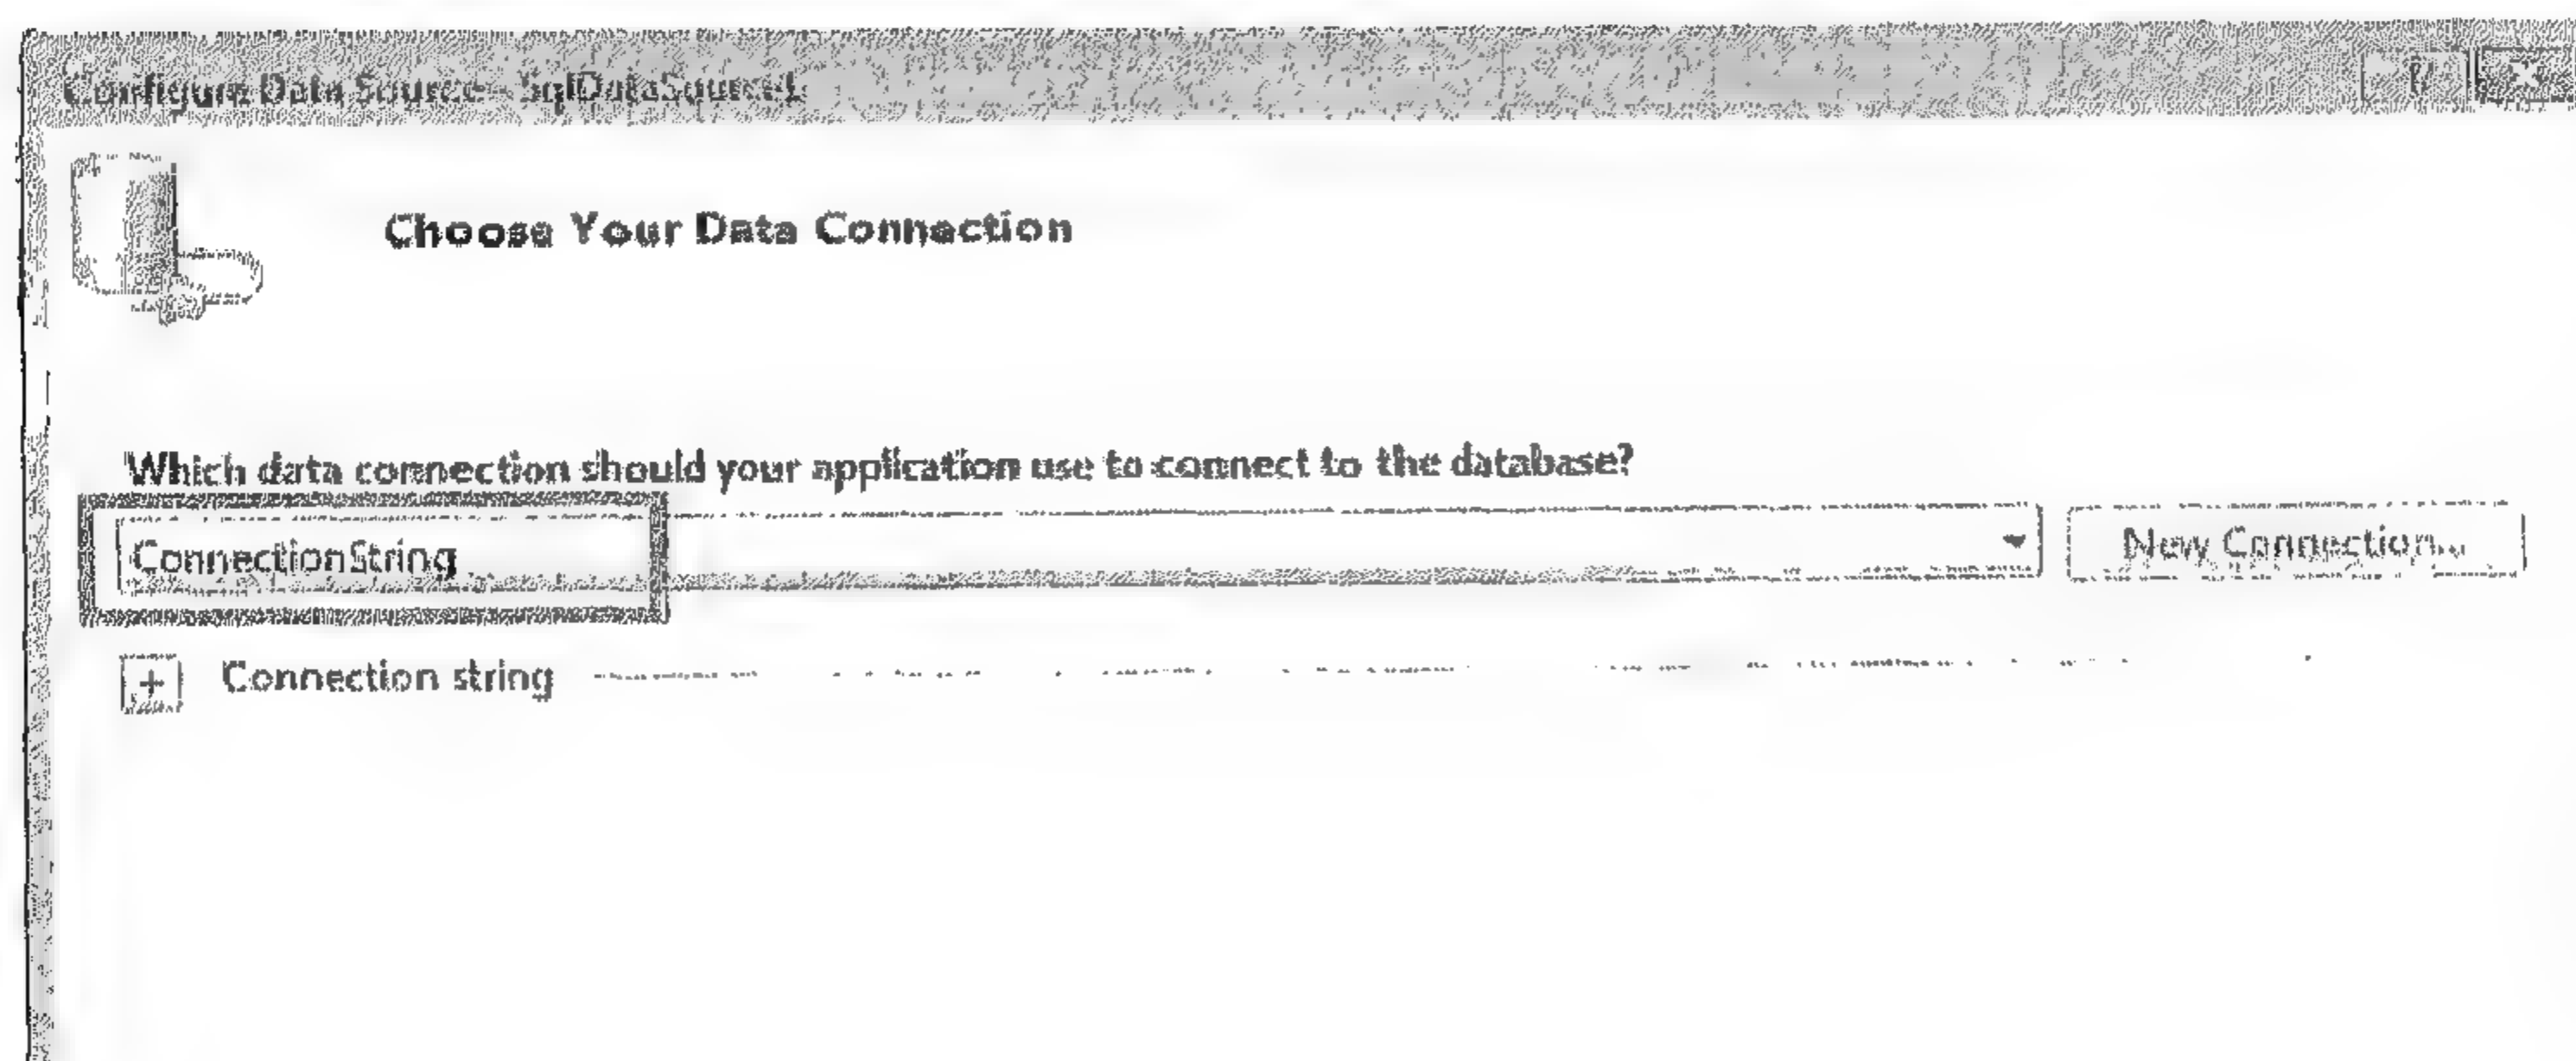 Configure Data Source - SqlDataSource1
Choose Your Data Connection
Which data connection should your application use to connect to the database?
ConnectionString
New Connection...
+ Connection string